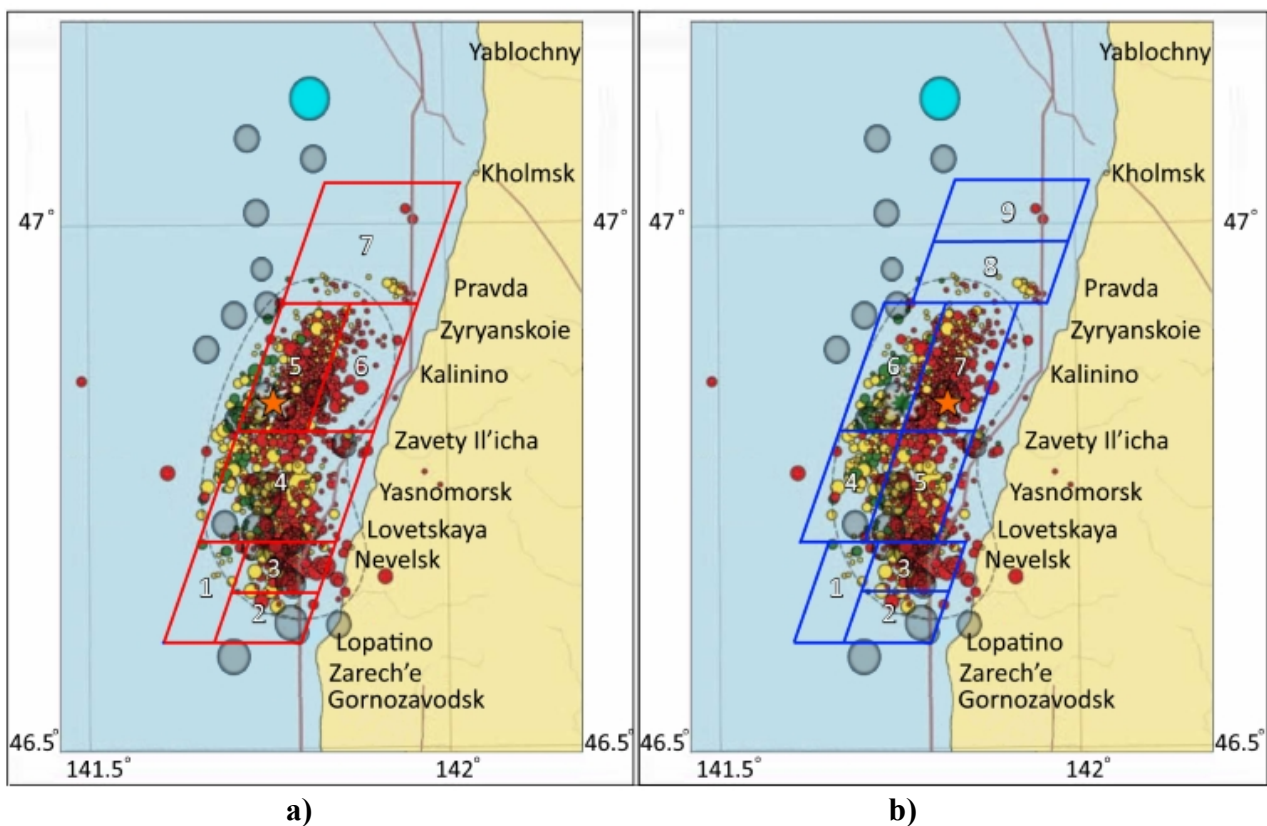 Yablochny
Kholmsk
47°
7
Pravda
Zyryanskoie
5
6
Kalinino
Zavety Il'icha
4
Yasnomorsk
Lovetskaya
Nevelsk
3
1
2
Lopatino
Zarech'e
Gornozavodsk
46.5°
141.5°
142°
a)
Yablochny
Kholmsk
9
47°
47°
8
Pravda
Zyryanskoie
6
7
Kalinino
Zavety Il'icha
4
5
Yasnomorsk
Lovetskaya
Nevelsk
3
1
2
Lopatino
Zarech'e
Gornozavodsk
46.5°
46.5°
141.5°
142°
b)